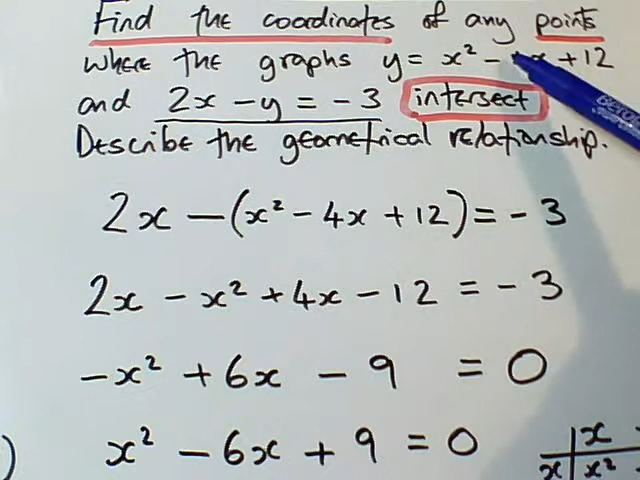 Find the coordinates of any points
where the graphs y = x² - x + 12
and 2x - y = - 3 intersect
Describe the geometrical relationship.
2x - (x² - 4x + 12) = - 3
2x - x² + 4x - 12 = - 3
-x² + 6x - 9 = 0
) x² - 6x + 9 = 0
x
x x²